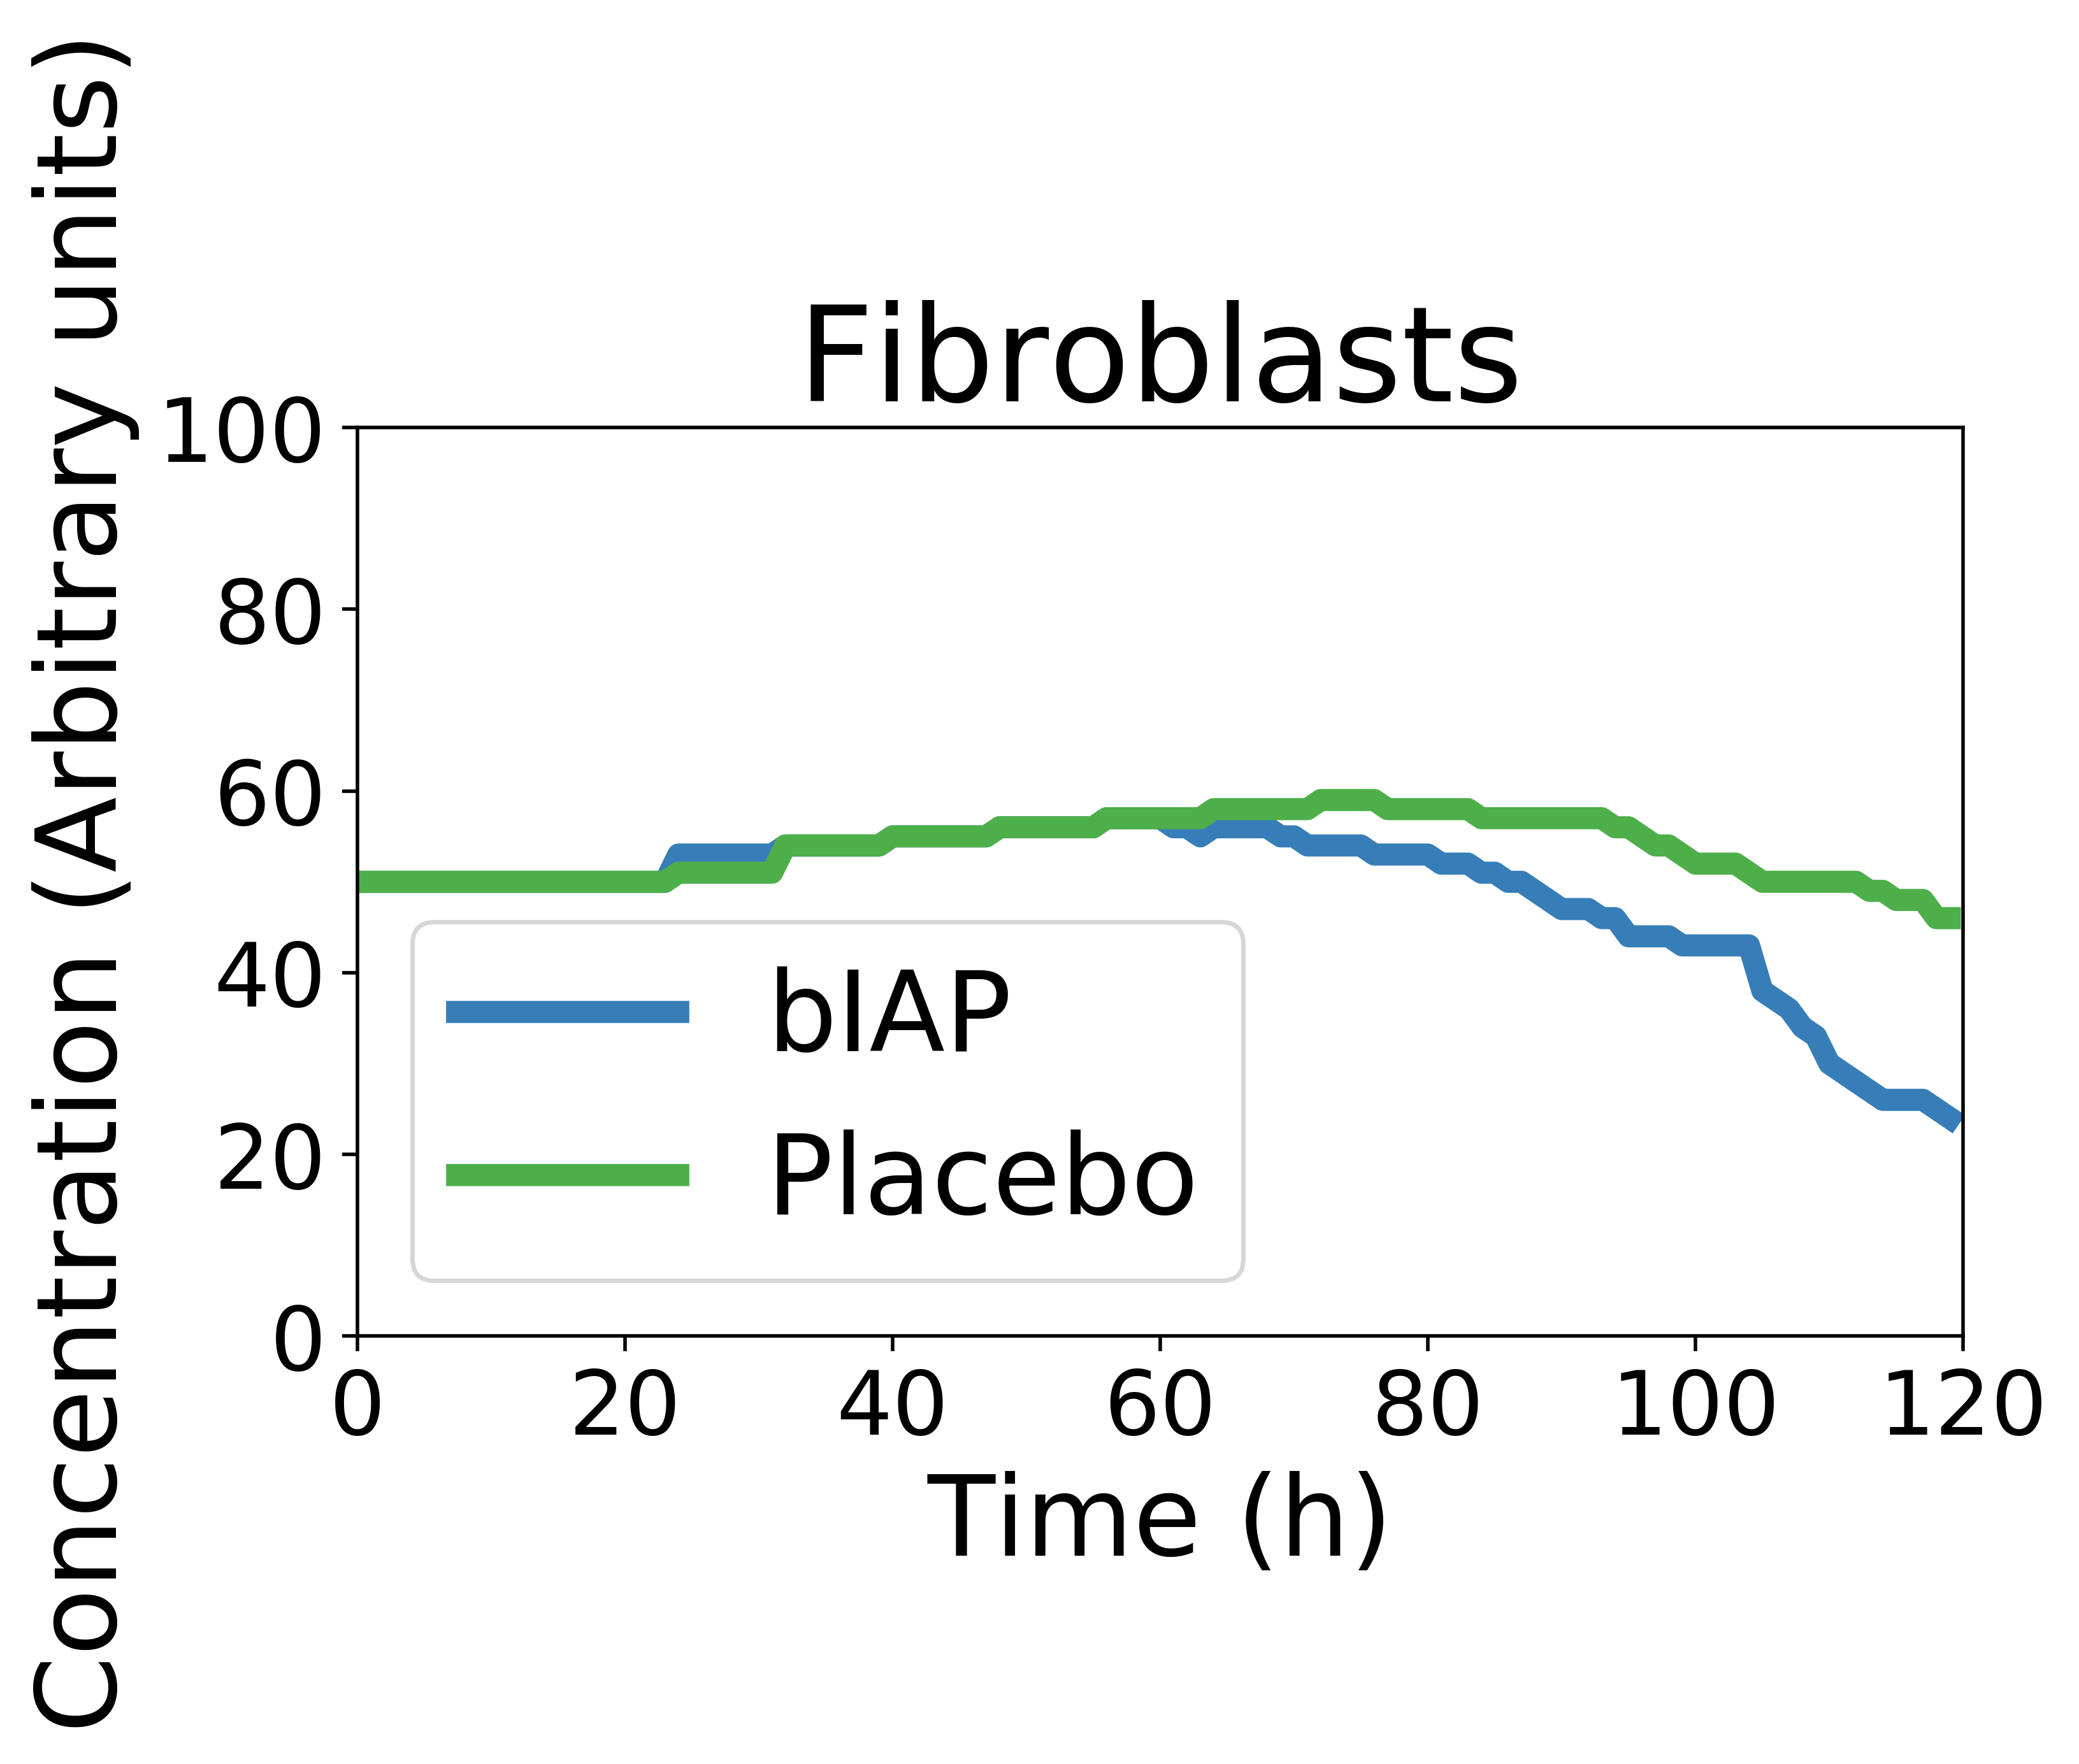 Fibroblasts
Concentration (Arbitrary units)
100
80
60
40
20
0
bIAP
Placebo
0 20 40 60 80 100 120
Time (h)